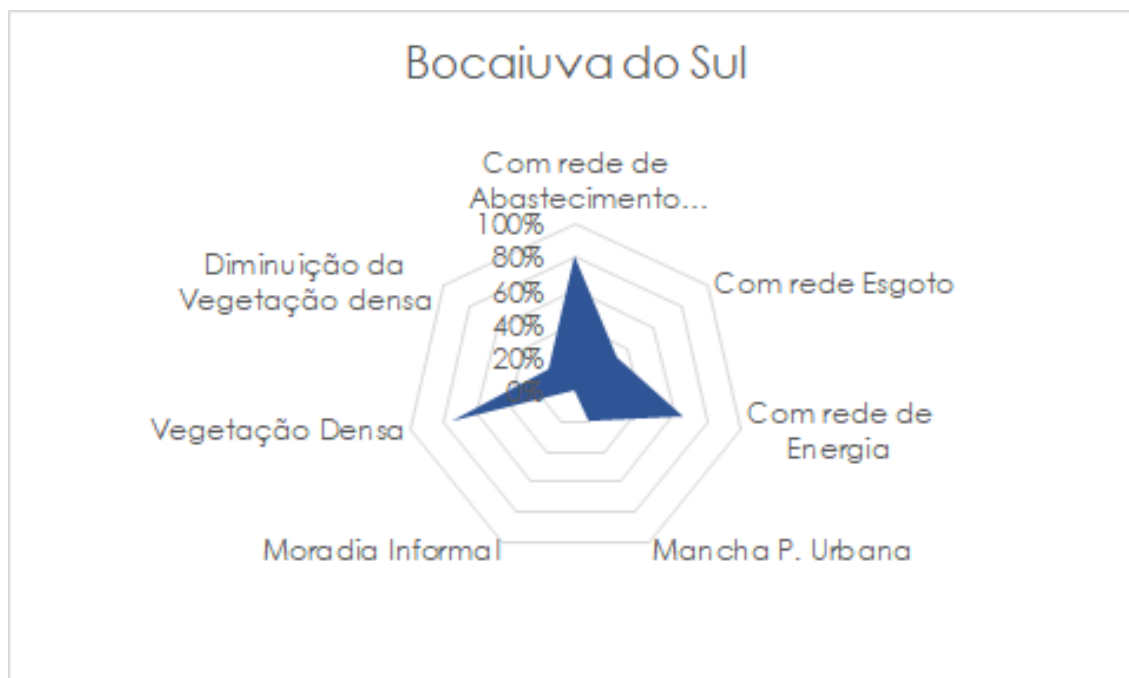 Bocaiuva do Sul
Com rede de
Abastecimento...
100%
80%
60%
40%
20%
0%
Com rede Esgoto
Com rede de
Energia
Mancha P. Urbana
Moradia Informal
Vegetação Densa
Diminuição da
Vegetação densa